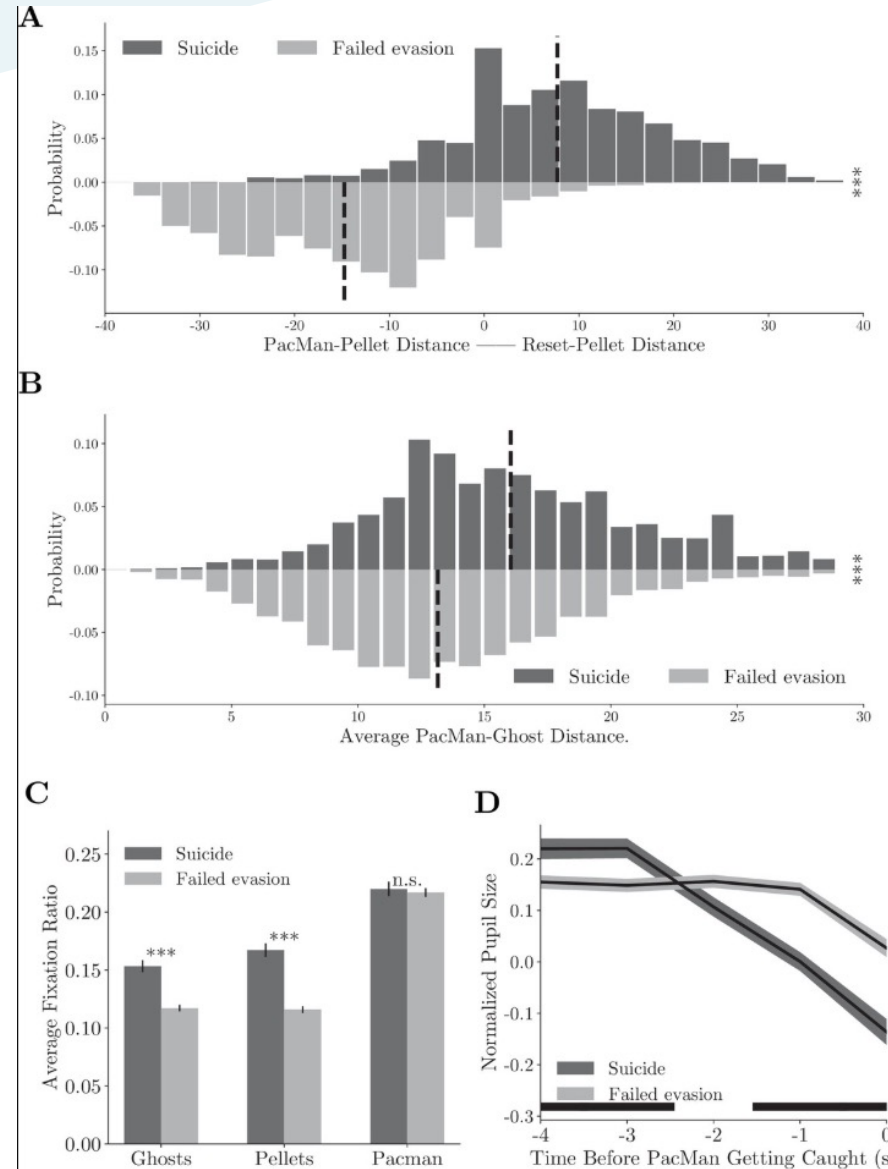 A
Suicide
Failed evasion
0.15
0.10
0.05
0.00
-0.05
-0.10
Probability
***
-40
-30
-20
-10
0
10
20
30
40
PacMan-Pellet Distance —— Reset-Pellet Distance
B
0.10
0.05
0.00
-0.05
-0.10
Probability
***
Suicide
Failed evasion
0
5
10
15
20
25
30
Average PacMan-Ghost Distance.
C
Suicide
Failed evasion
0.25
0.20
0.15
0.10
0.05
0.00
Average Fixation Ratio
***
***
n.s.
Ghosts
Pellets
Pacman
D
0.2
0.1
0.0
-0.1
-0.2
-0.3
Normalized Pupil Size
Suicide
Failed evasion
-4
-3
-2
-1
0
Time Before PacMan Getting Caught (s